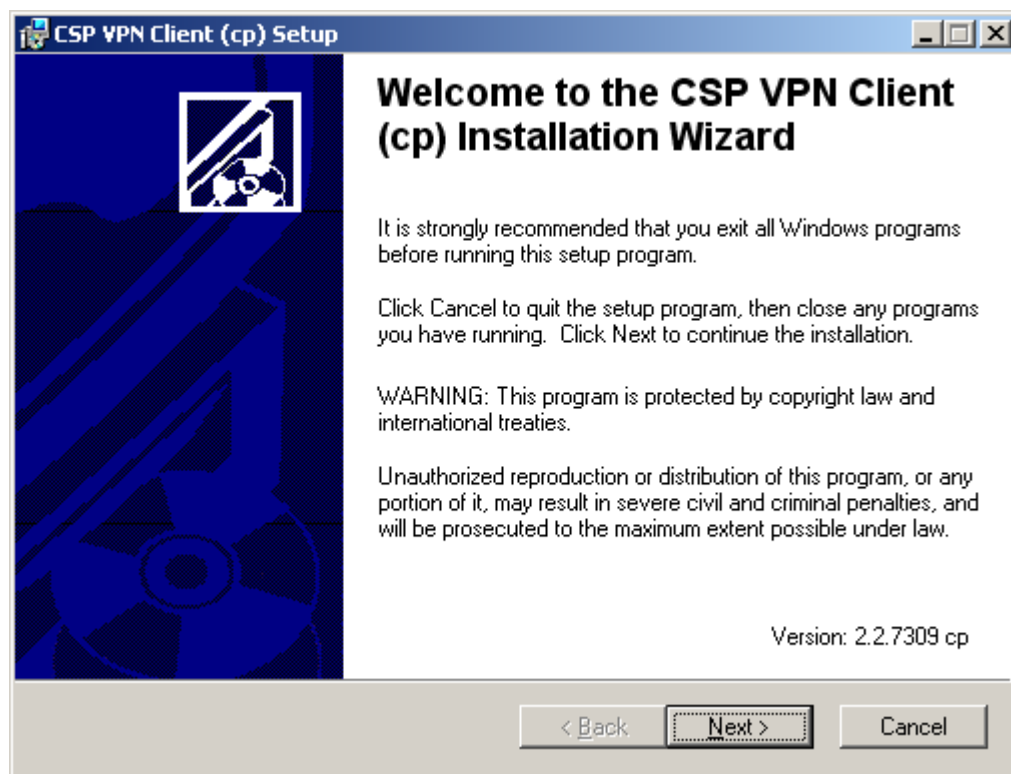 CSP VPN Client (cp) Setup
Welcome to the CSP VPN Client
(cp) Installation Wizard
It is strongly recommended that you exit all Windows programs
before running this setup program.
Click Cancel to quit the setup program, then close any programs
you have running.  Click Next to continue the installation.
WARNING: This program is protected by copyright law and
international treaties.
Unauthorized reproduction or distribution of this program, or any
portion of it, may result in severe civil and criminal penalties, and
will be prosecuted to the maximum extent possible under law.
Version: 2.2.7309 cp
< Back
Next >
Cancel